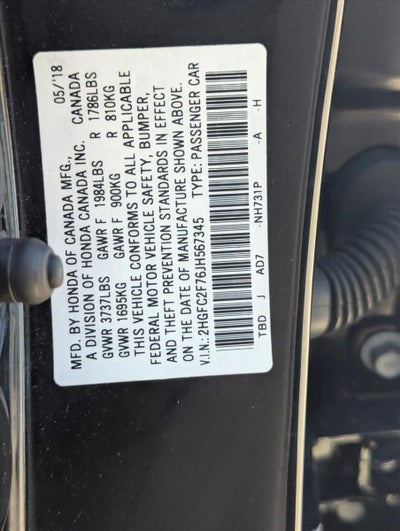 MFD. BY HONDA OF CANADA MFG., 05/'18
A DIVISION OF HONDA CANADA INC. CANADA
GVWR 3737LBS GAWR F 1984LBS R 1786LBS
GVWR 1695KG GAWR F 900KG R 810KG
THIS VEHICLE CONFORMS TO ALL APPLICABLE
FEDERAL MOTOR VEHICLE SAFETY, BUMPER,
AND THEFT PREVENTION STANDARDS IN EFFECT
ON THE DATE OF MANUFACTURE SHOWN ABOVE.
V.I.N.: 2HGFC2F76JH567345 TYPE: PASSENGER CAR
TBD J AD7 -NH731P -A -H